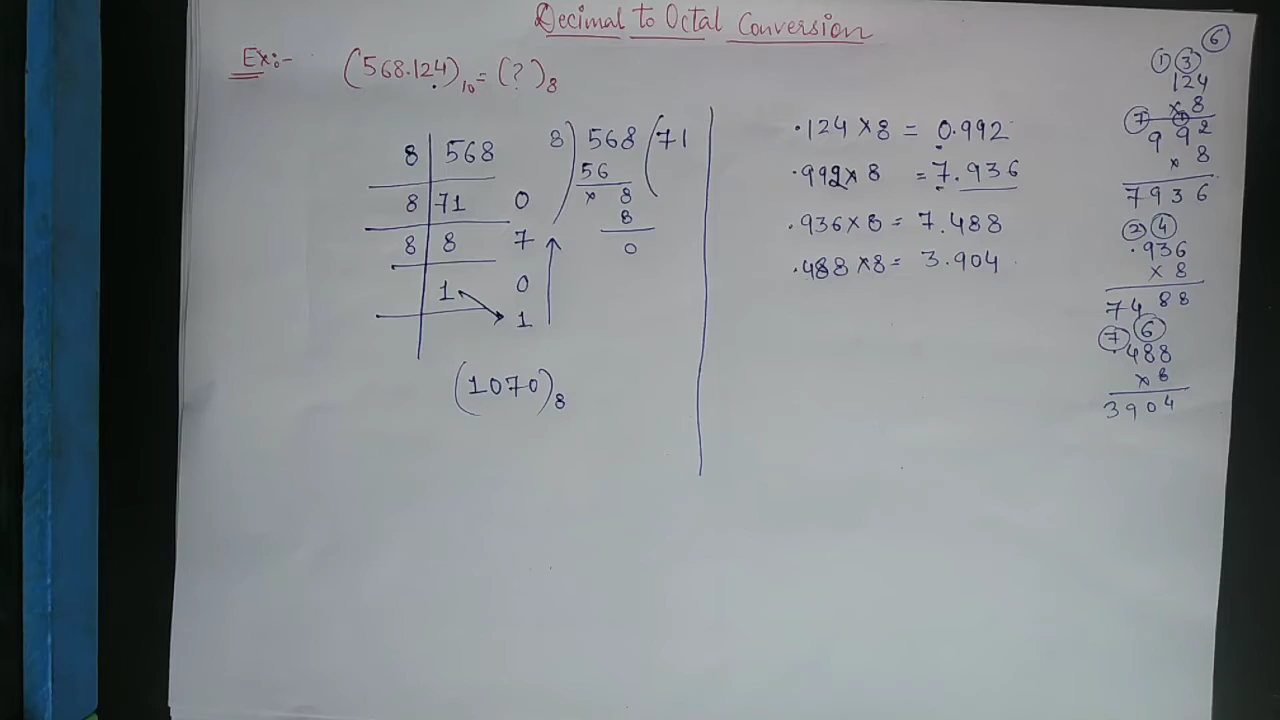 Decimal to Octal Conversion
Ex:- (568.124)10 = (?)8
8 568
8 71 0
8 8 7
1 0
1
(1070)8
8) 568 (71
56
× 8
8
0
.124 × 8 = 0.992
.992 × 8 = 7.936
.936 × 8 = 7.488
.488 × 8 = 3.904
6
1 3
124
× 8
7 7
992
× 8
7936
2 4
.936
× 8
7488
7 6
.488
× 8
3904